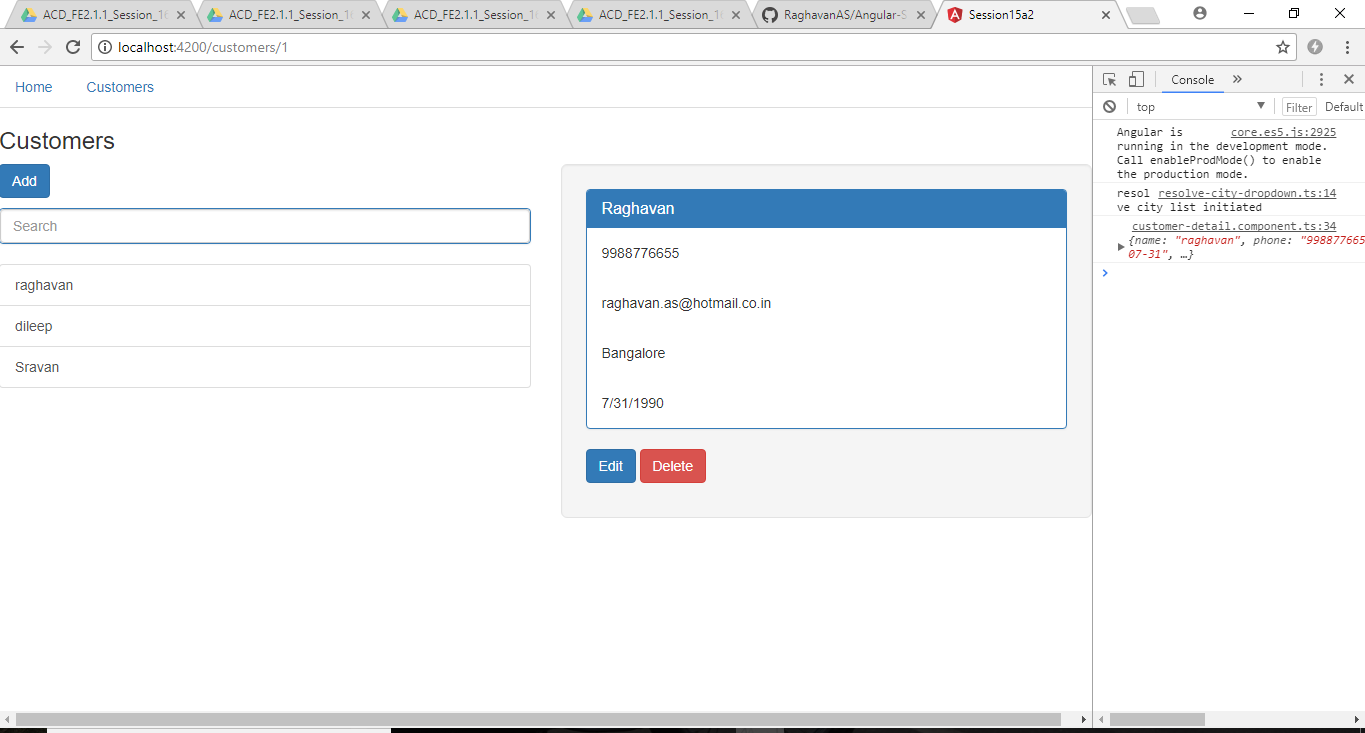 ACD_FE2.1.1_Session_16
ACD_FE2.1.1_Session_16
ACD_FE2.1.1_Session_16
ACD_FE2.1.1_Session_16
RaghavanAS/Angular-S
Session15a2
localhost:4200/customers/1
Home Customers
Customers
Add
Search
raghavan
dileep
Sravan
Raghavan
9988776655
raghavan.as@hotmail.co.in
Bangalore
7/31/1990
Edit Delete
Console »
top Filter Default
Angular is core.es5.js:2925
running in the development mode.
Call enableProdMode() to enable
the production mode.
resol resolve-city-dropdown.ts:14
ve city list initiated
customer-detail.component.ts:34
{name: "raghavan", phone: "998877665
07-31", …}